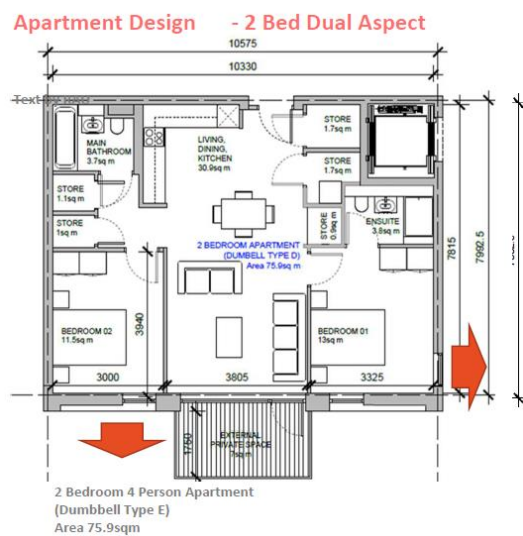 Apartment Design - 2 Bed Dual Aspect
10575
10330
MAIN
BATHROOM
3.7sq m
LIVING,
DINING,
KITCHEN
30.9sq m
STORE
1.7sq m
STORE
1.7sq m
STORE
1.1sq m
STORE
1sq m
STORE
0.9sq m
ENSUITE
3.8sq m
2 BEDROOM APARTMENT
(DUMBELL TYPE D)
Area 75.9sq m
7815
7992.5
BEDROOM 02
11.5sq m
3940
BEDROOM 01
13sq m
3000
3805
3325
1750
EXTERNAL
PRIVATE SPACE
7sq m
2 Bedroom 4 Person Apartment
(Dumbbell Type E)
Area 75.9sqm